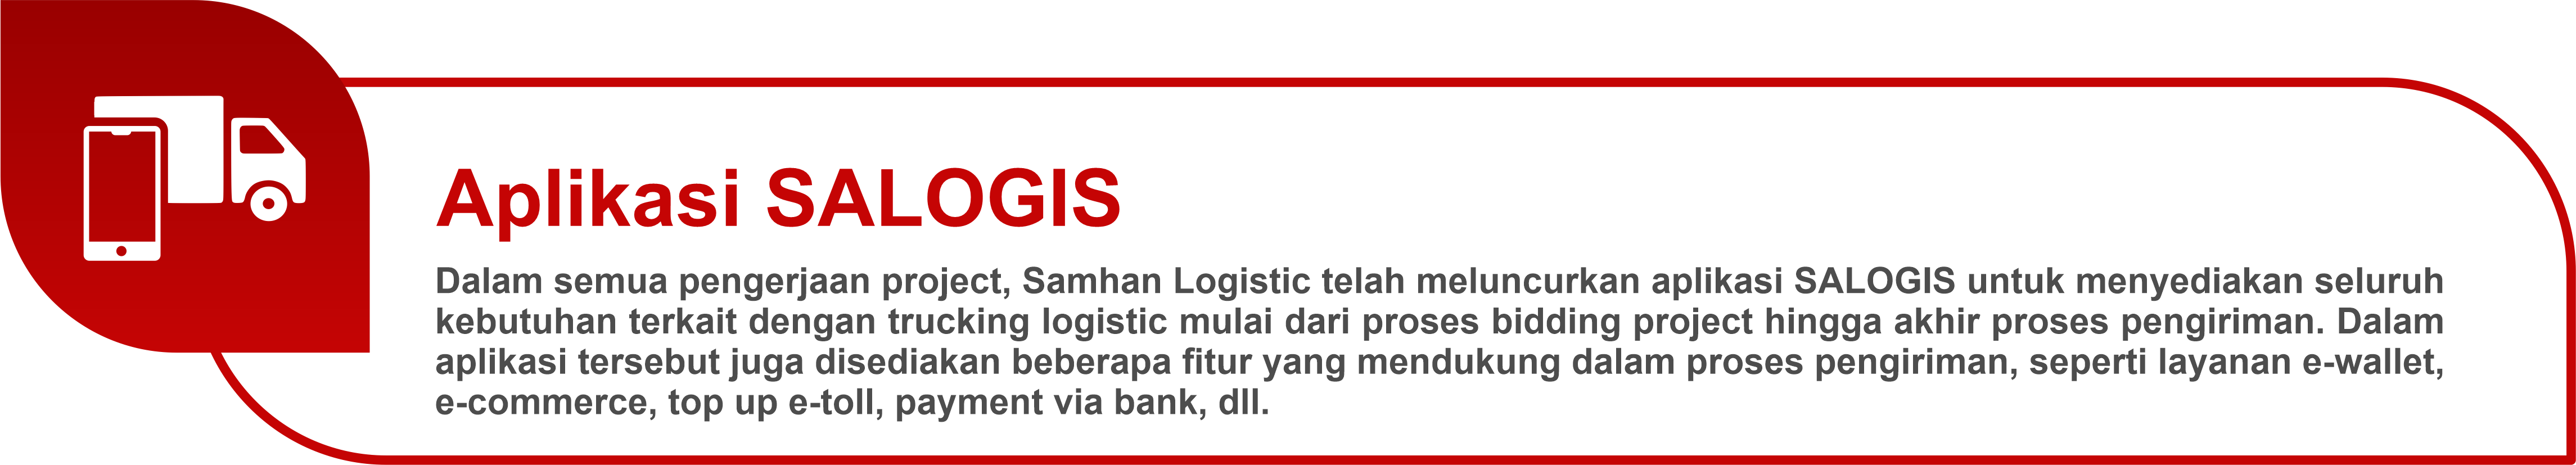 Aplikasi SALOGIS
Dalam semua pengerjaan project, Samhan Logistic telah meluncurkan aplikasi SALOGIS untuk menyediakan seluruh
kebutuhan terkait dengan trucking logistic mulai dari proses bidding project hingga akhir proses pengiriman. Dalam
aplikasi tersebut juga disediakan beberapa fitur yang mendukung dalam proses pengiriman, seperti layanan e-wallet,
e-commerce, top up e-toll, payment via bank, dll.